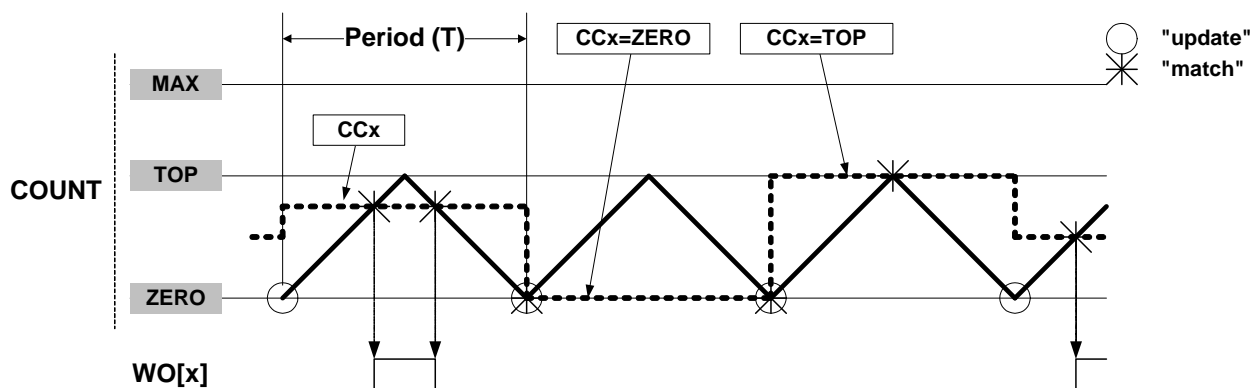 Period (T)
CCx=ZERO
CCx=TOP
"update"
"match"
MAX
CCx
TOP
COUNT
ZERO
WO[x]